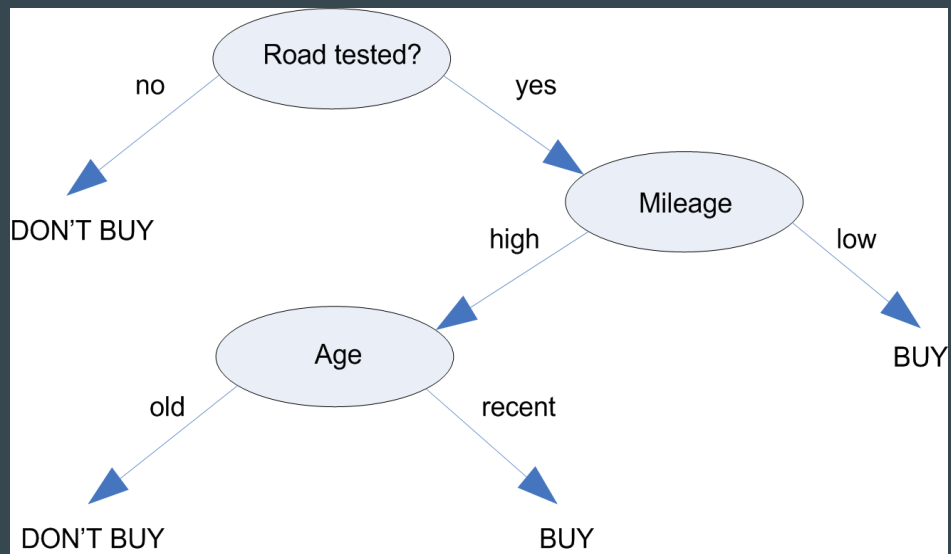 Road tested?
no
yes
DON'T BUY
Mileage
high
low
Age
BUY
old
recent
DON'T BUY
BUY